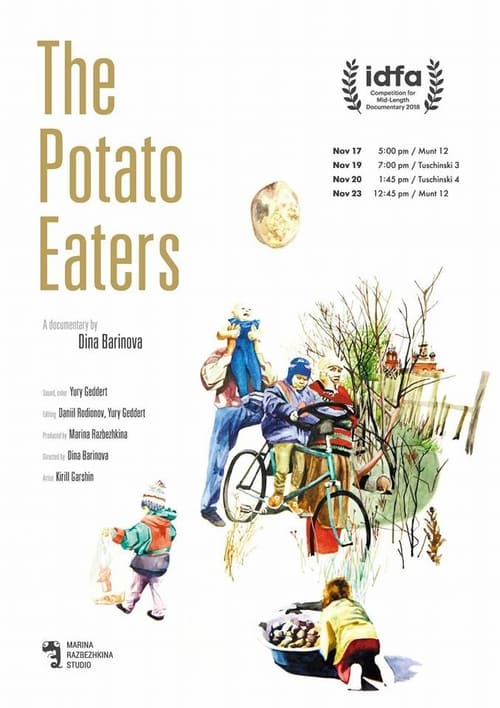 The
Potato
Eaters
idfa
Competition for
Mid-Length
Documentary 2018
Nov 17 5:00 pm / Munt 12
Nov 19 7:00 pm / Tuschinski 3
Nov 20 1:45 pm / Tuschinski 4
Nov 23 12:45 pm / Munt 12
A documentary by
Dina Barinova
Sound, color Yury Geddert
Editing Daniil Rodionov, Yury Geddert
Produced by Marina Razbezhkina
Directed by Dina Barinova
Artist Kirill Garshin
MARINA
RAZBEZHKINA
STUDIO